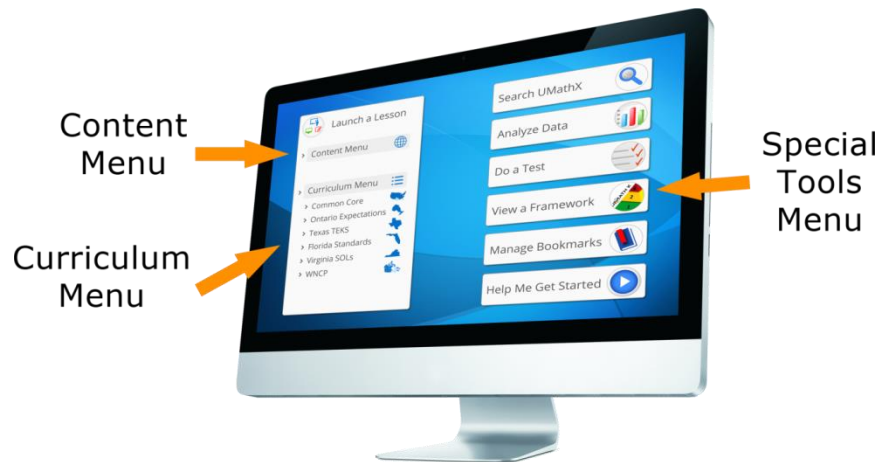 Content
Menu
Curriculum
Menu
Launch a Lesson
Content Menu
Curriculum Menu
Common Core
Ontario Expectations
Texas TEKS
Florida Standards
Virginia SOLs
WNCP
Search UMathX
Analyze Data
Do a Test
View a Framework
Manage Bookmarks
Help Me Get Started
Special
Tools
Menu